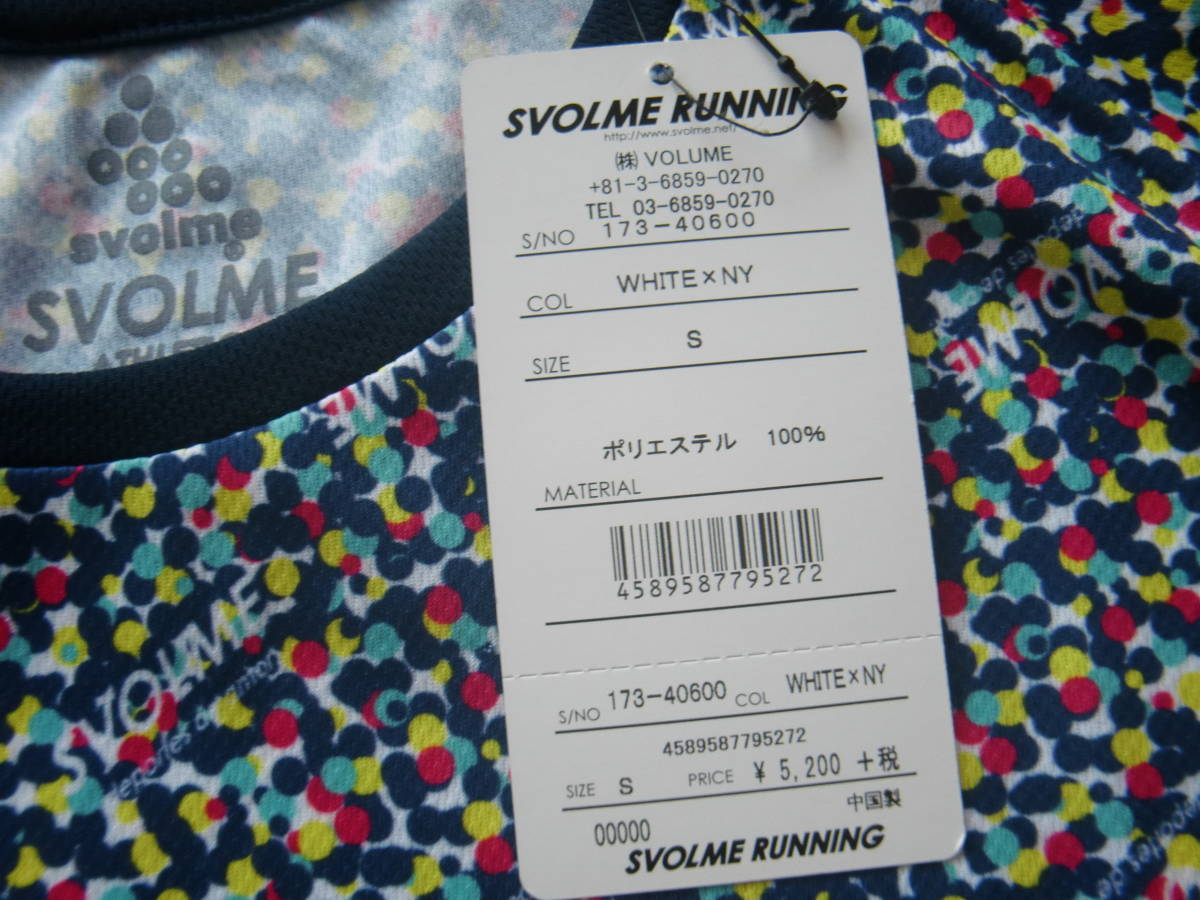 svolme
SVOLME
SVOLME RUNNING
http://www.svolme.net/
㈱ VOLUME
+81-3-6859-0270
TEL 03-6859-0270
S/NO 173-40600
COL WHITE×NY
SIZE S
ポリエステル 100%
MATERIAL
4589587795272
S/NO 173-40600 COL WHITE×NY
4589587795272
SIZE S PRICE ¥ 5,200 +税
00000 中国製
SVOLME RUNNING
SVOLME
VOLME